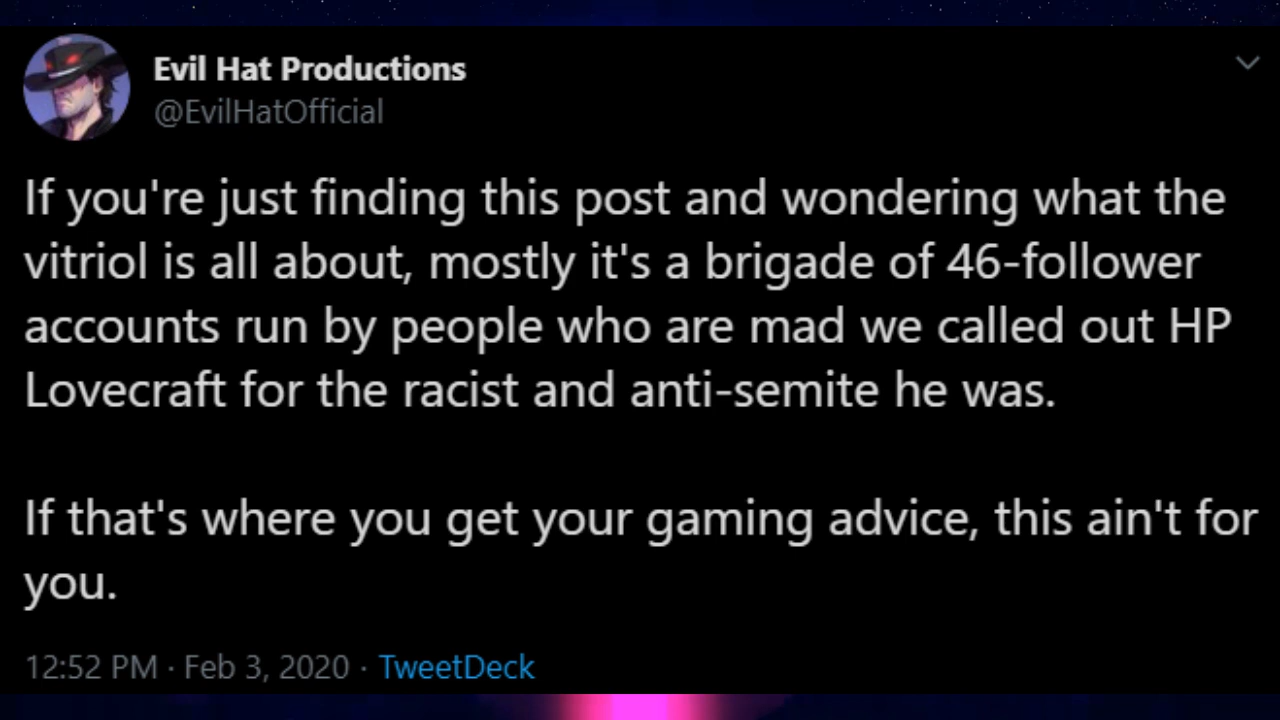 Evil Hat Productions
@EvilHatOfficial
If you're just finding this post and wondering what the
vitriol is all about, mostly it's a brigade of 46-follower
accounts run by people who are mad we called out HP
Lovecraft for the racist and anti-semite he was.
If that's where you get your gaming advice, this ain't for
you.
12:52 PM · Feb 3, 2020 · TweetDeck